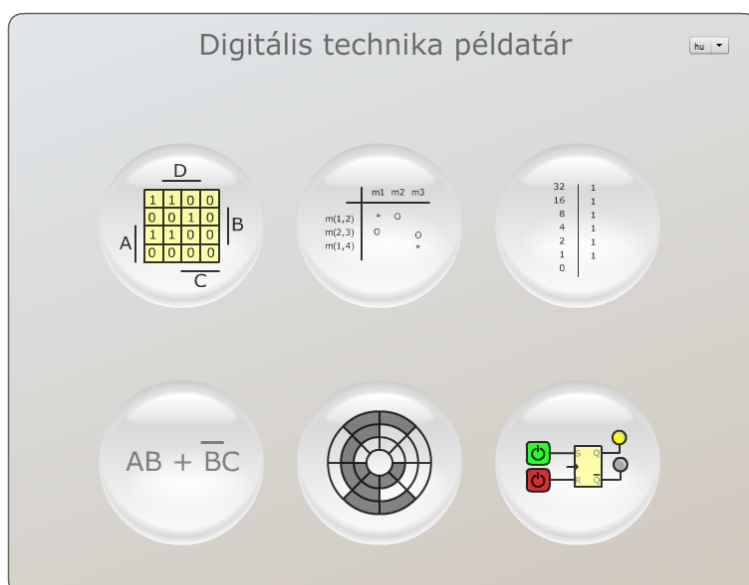 Digitális technika példatár
hu
D
1 1 0 0
0 0 1 0
1 1 0 0
0 0 0 0
A
B
C
m1 m2 m3
m(1,2) * O
m(2,3) O O
m(1,4) *
32 1
16 1
8 1
4 1
2 1
1 1
0
AB + B̅C
S Q
R Q̅